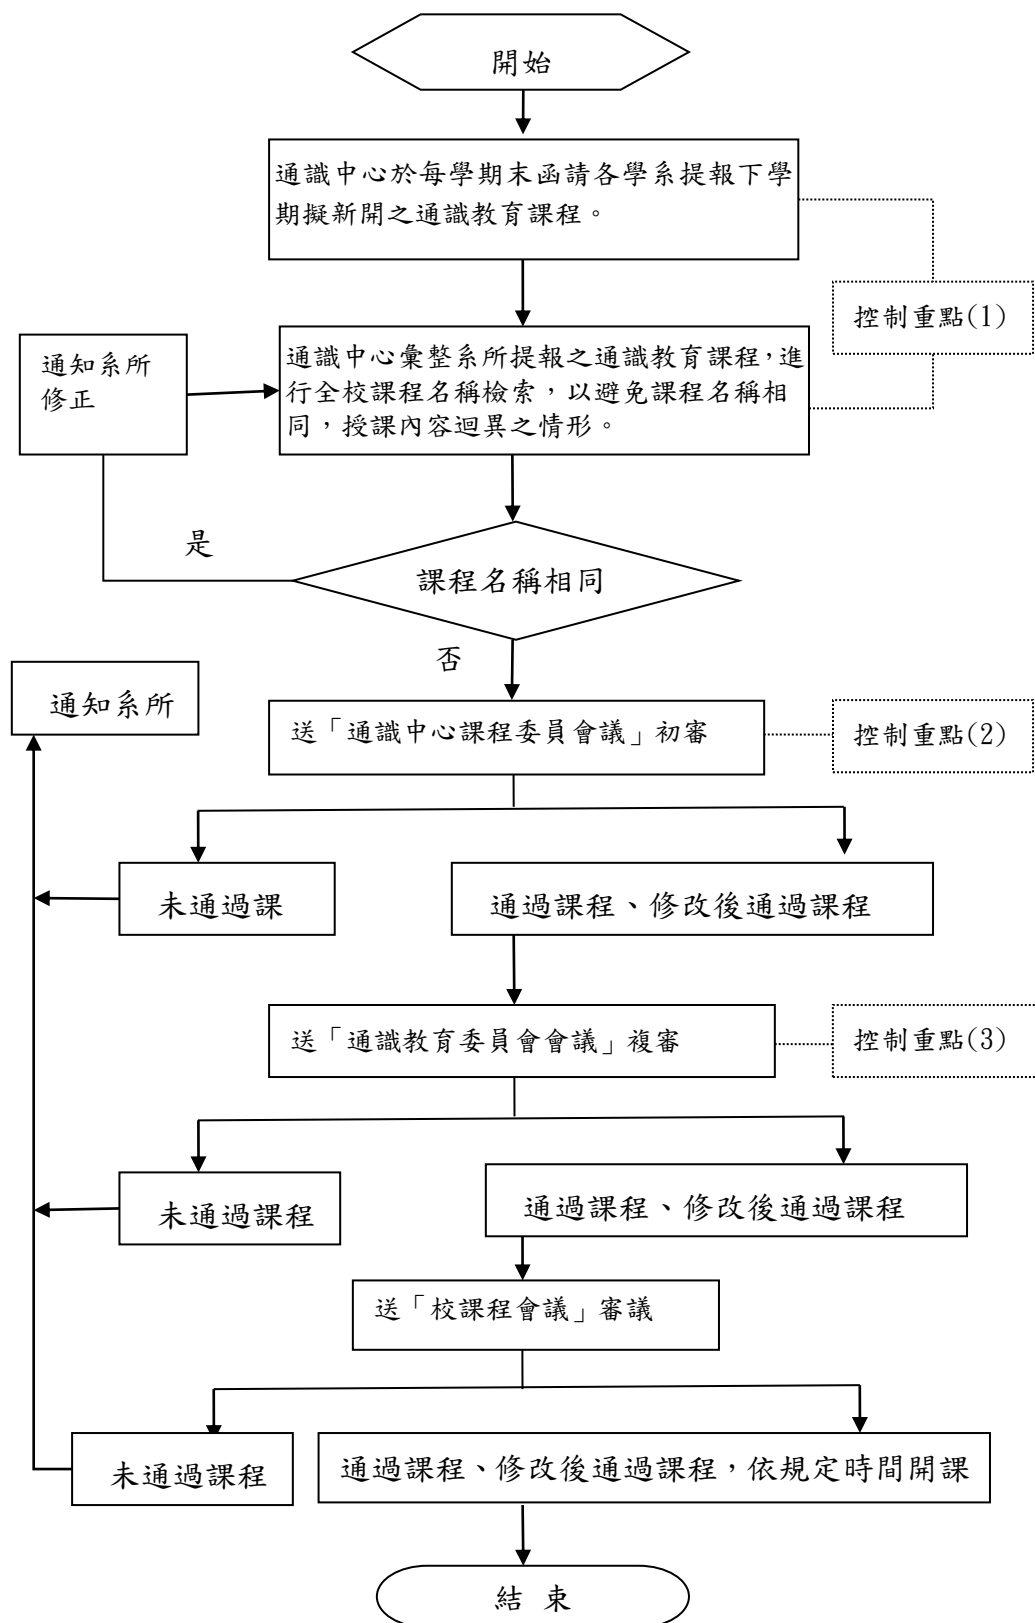 開始
通識中心於每學期末函請各學系提報下學
期擬新開之通識教育課程。
控制重點(1)
通知系所
修正
通識中心彙整系所提報之通識教育課程,進
行全校課程名稱檢索,以避免課程名稱相
同,授課內容迥異之情形。
是
課程名稱相同
否
通知系所
送「通識中心課程委員會議」初審
控制重點(2)
未通過課
通過課程、修改後通過課程
送「通識教育委員會會議」複審
控制重點(3)
未通過課程
通過課程、修改後通過課程
送「校課程會議」審議
未通過課程
通過課程、修改後通過課程,依規定時間開課
結 束